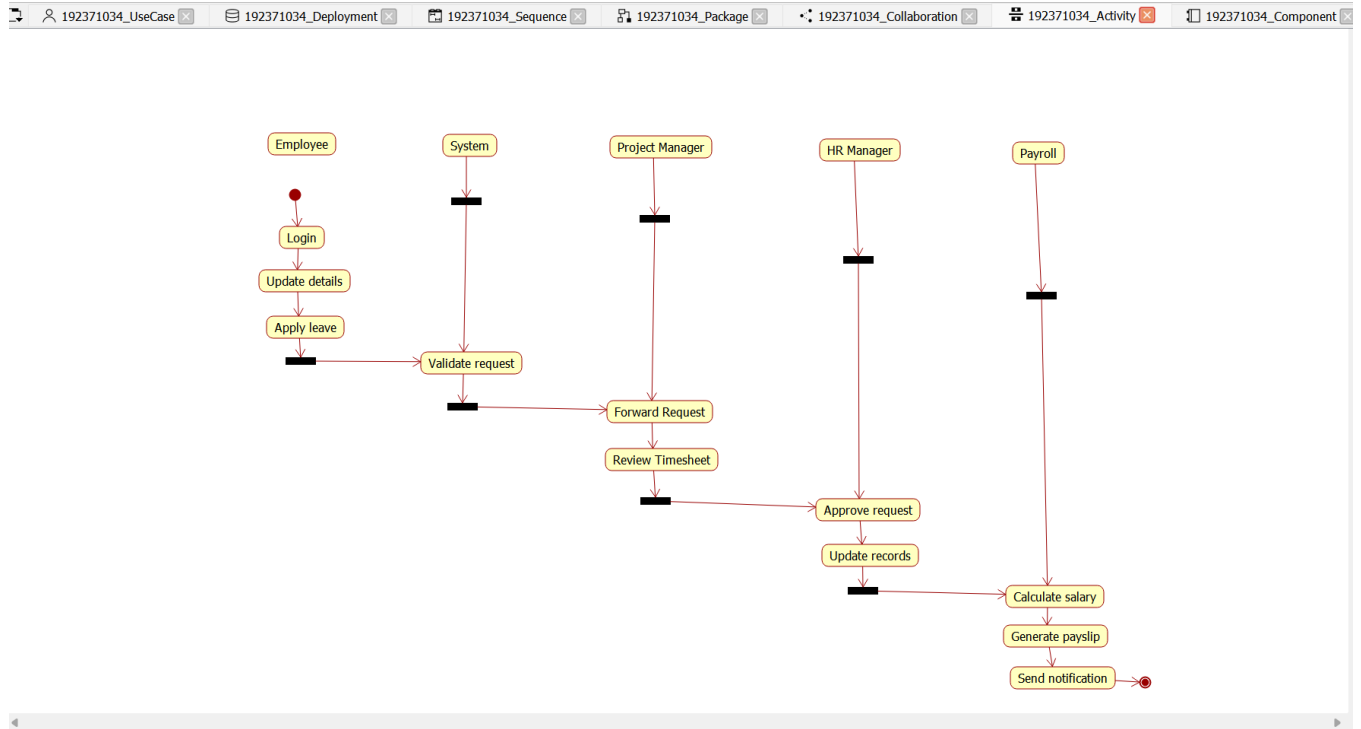 192371034_UseCase
192371034_Deployment
192371034_Sequence
192371034_Package
192371034_Collaboration
192371034_Activity
192371034_Component
Employee
System
Project Manager
HR Manager
Payroll
Login
Update details
Apply leave
Validate request
Forward Request
Review Timesheet
Approve request
Update records
Calculate salary
Generate payslip
Send notification